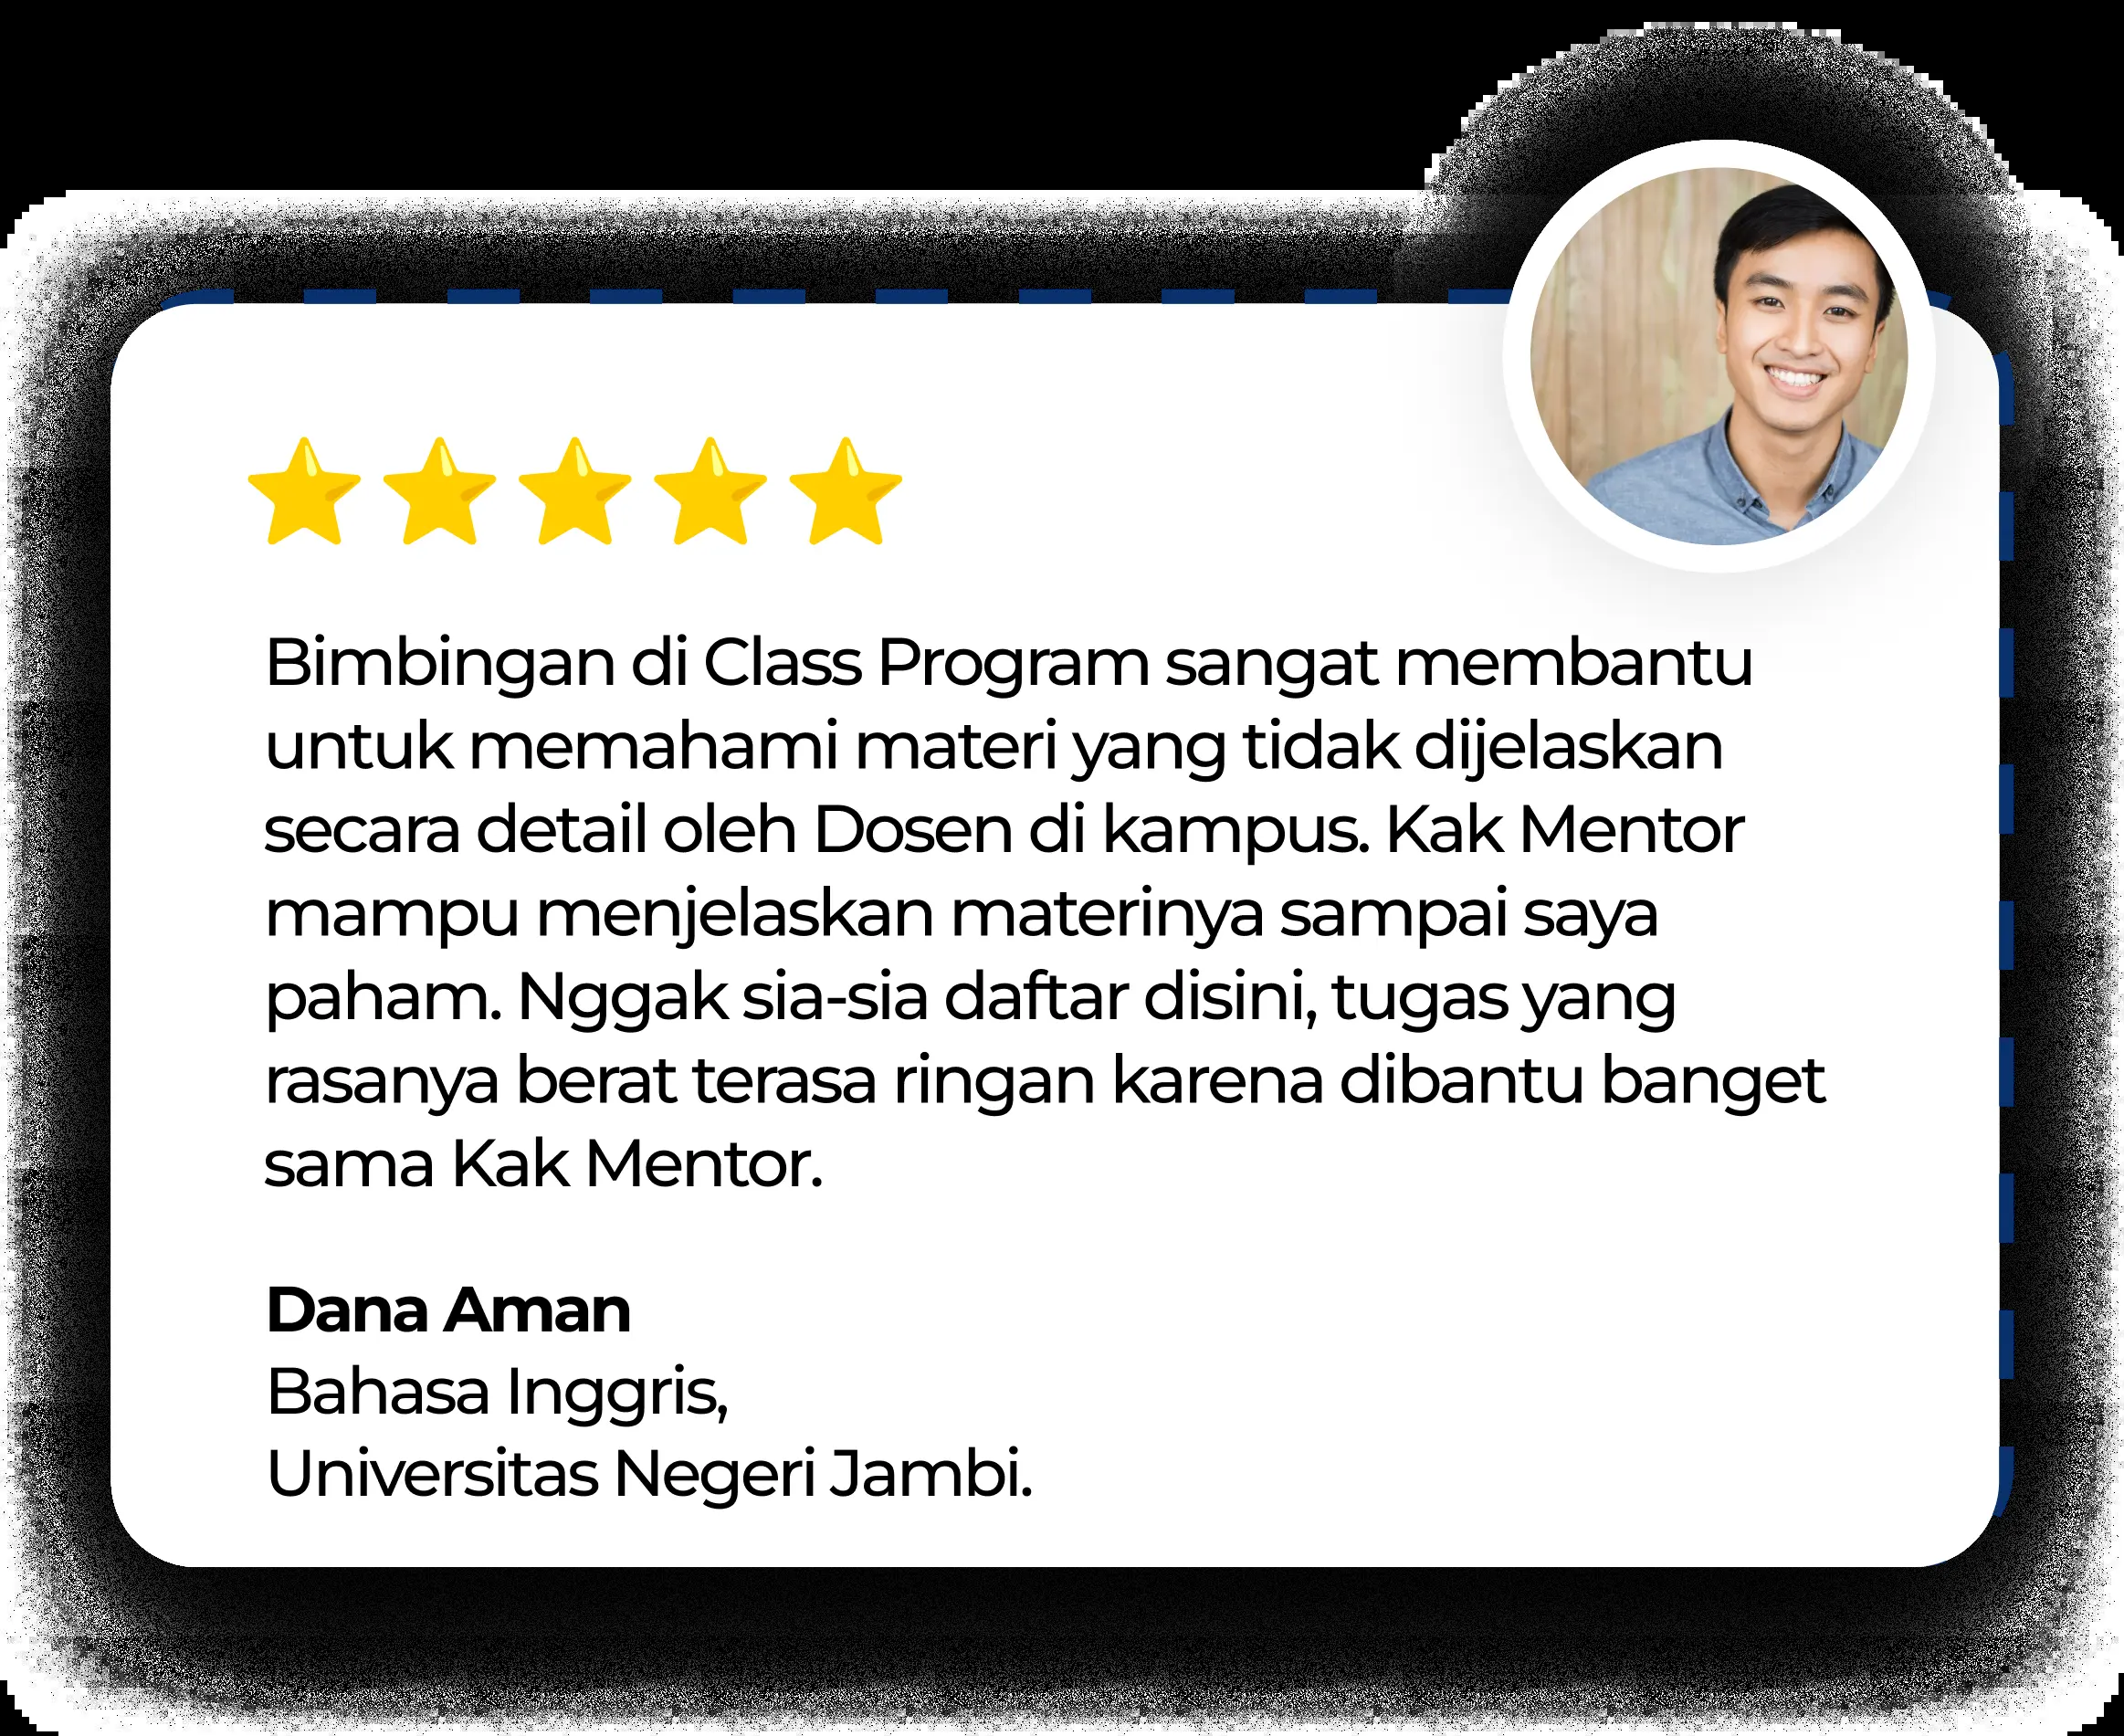 Bimbingan di Class Program sangat membantu
untuk memahami materi yang tidak dijelaskan
secara detail oleh Dosen di kampus. Kak Mentor
mampu menjelaskan materinya sampai saya
paham. Nggak sia-sia daftar disini, tugas yang
rasanya berat terasa ringan karena dibantu banget
sama Kak Mentor.
Dana Aman
Bahasa Inggris,
Universitas Negeri Jambi.